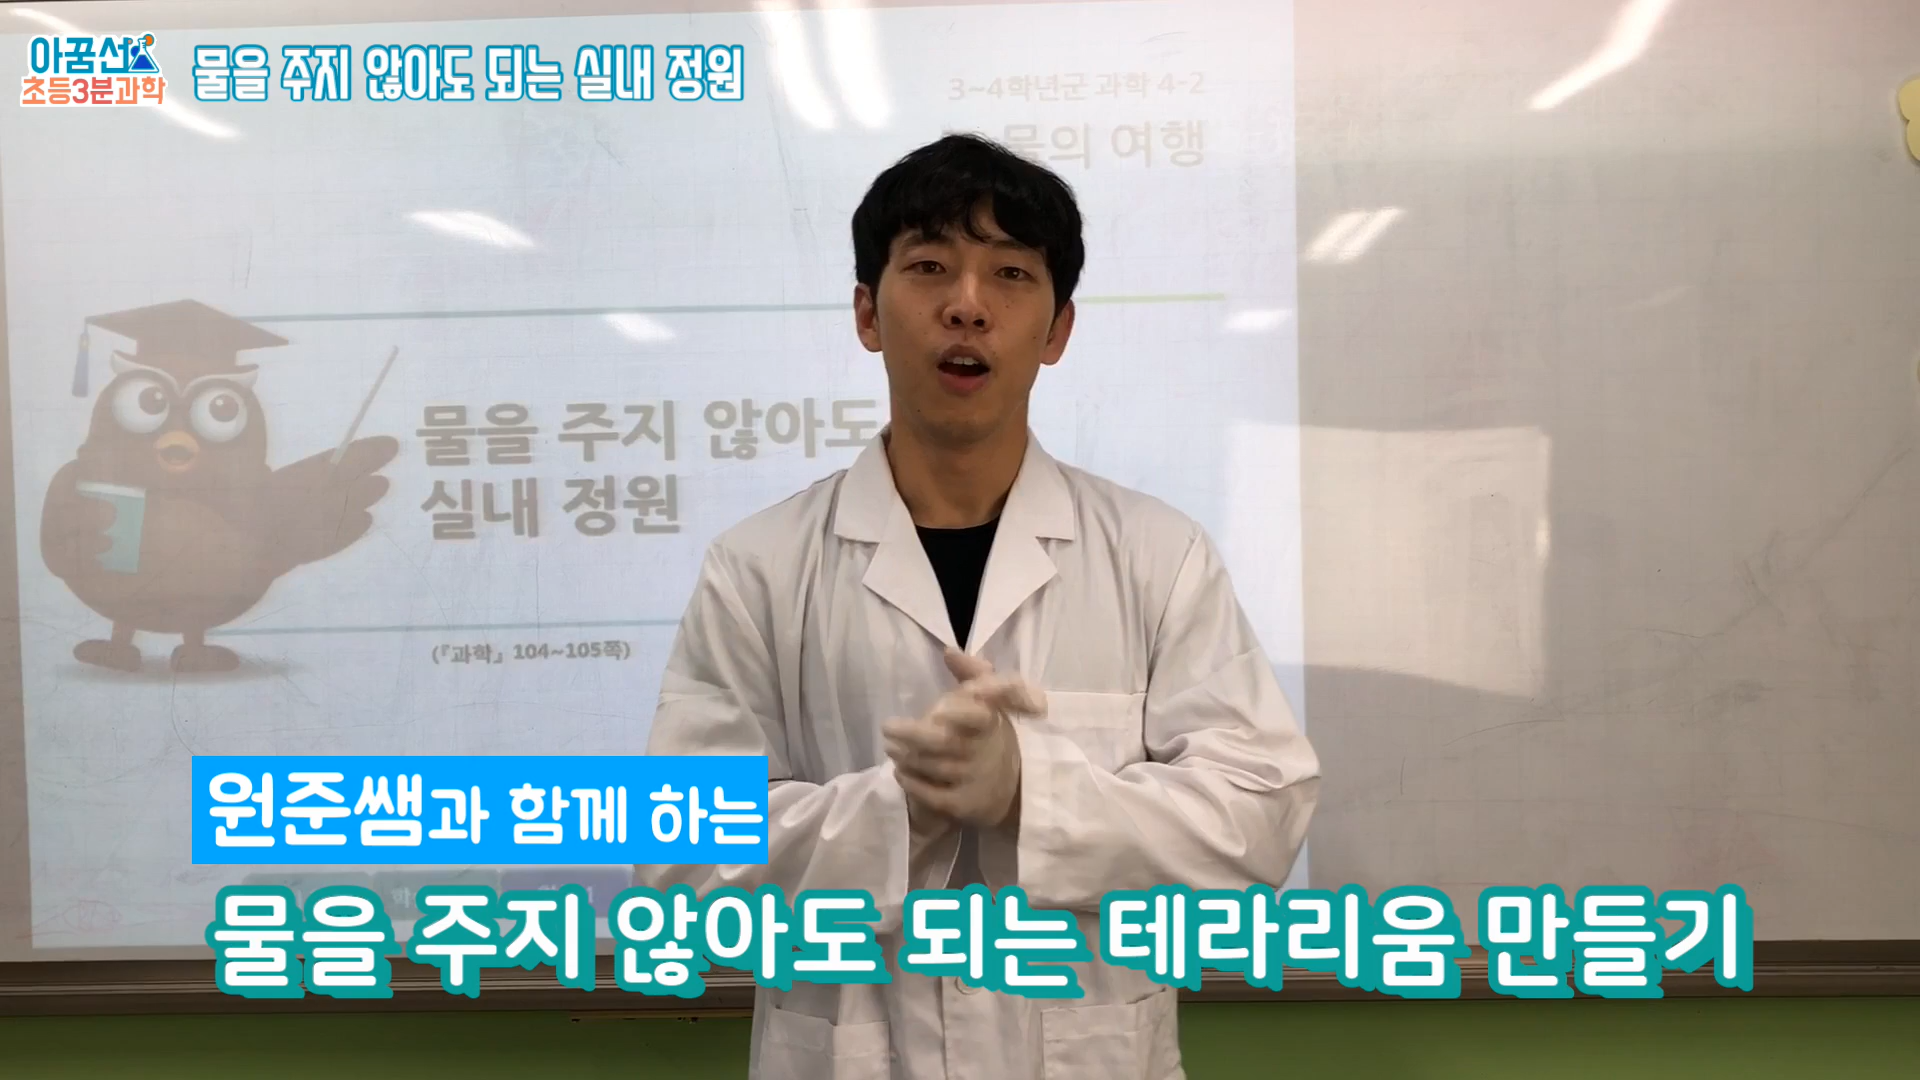 아꿈선
초등3분과학
물을 주지 않아도 되는 실내 정원
3~4학년군 과학 4-2
물의 여행
물을 주지 않아도
실내 정원
(『과학』 104~105쪽)
원준쌤과 함께 하는
물을 주지 않아도 되는 테라리움 만들기